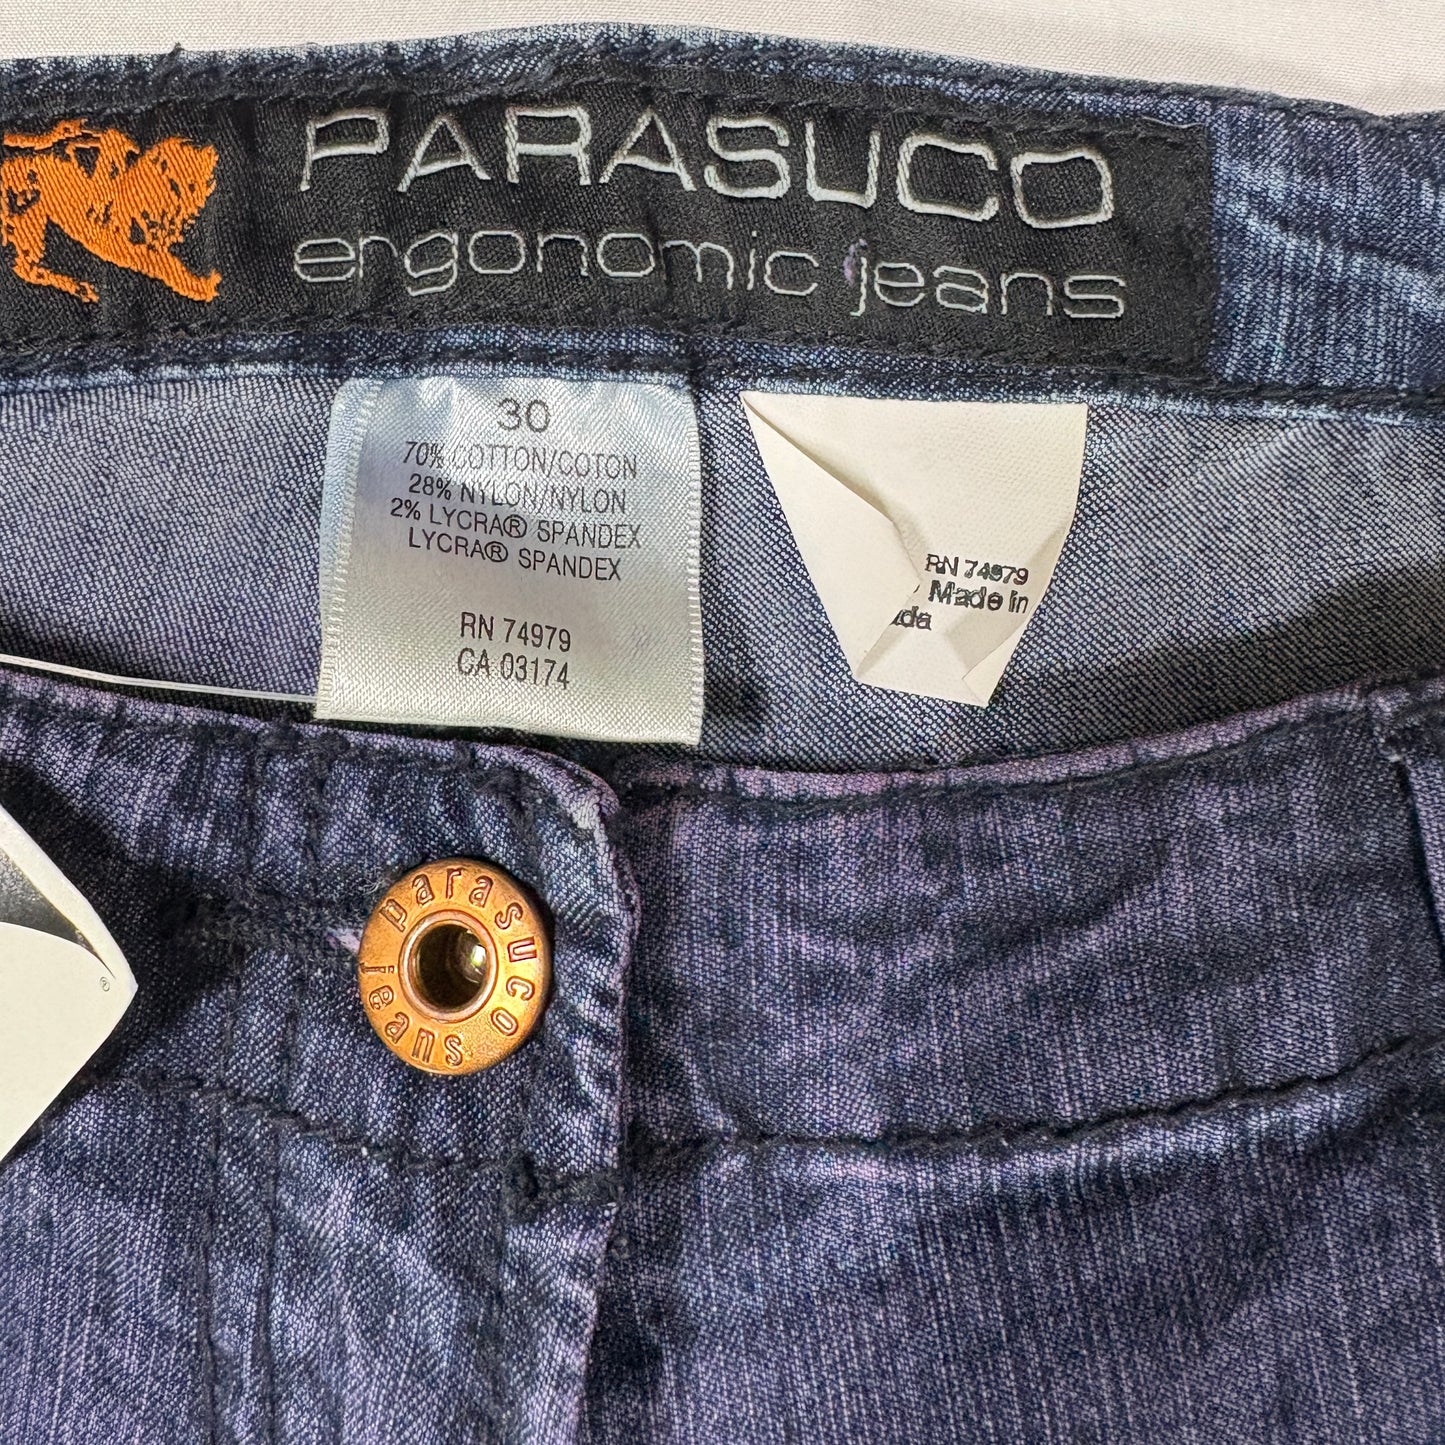 PARASUCO
ergonomic jeans
30
70% COTTON/COTON
28% NYLON/NYLON
2% LYCRA® SPANDEX
LYCRA® SPANDEX
RN 74979
CA 03174
RN 74979
Made in
ada
parasuco jeans
®